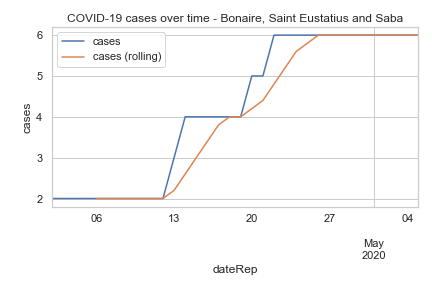 COVID-19 cases over time - Bonaire, Saint Eustatius and Saba
cases
cases (rolling)
6
5
4
3
2
cases
06 13 20 27 04
May
2020
dateRep